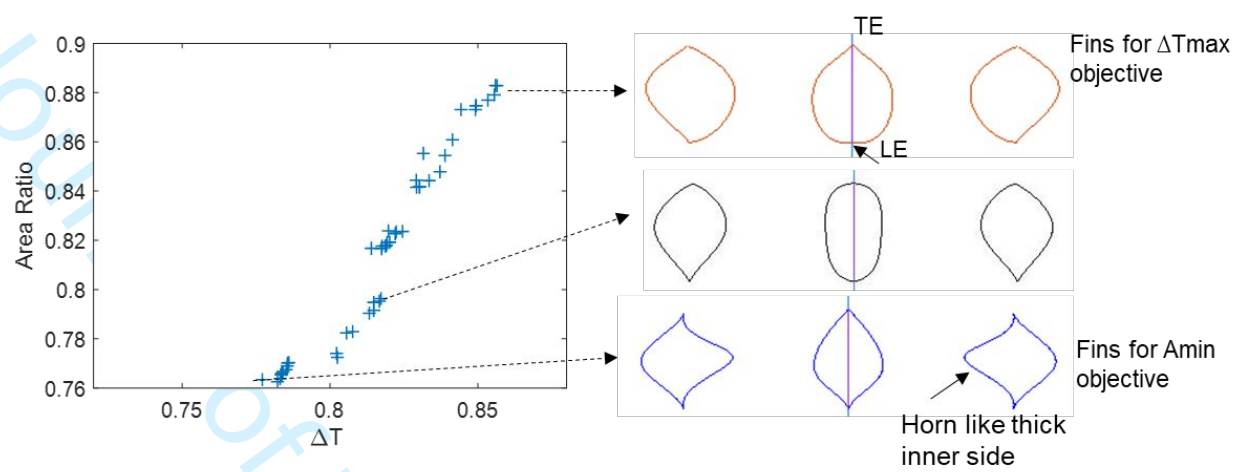 0.9
0.88
0.86
0.84
0.82
0.8
0.78
0.76
Area Ratio
0.75
0.8
0.85
ΔT
TE
LE
Fins for ΔTmax
objective
Fins for Amin
objective
Horn like thick
inner side
of